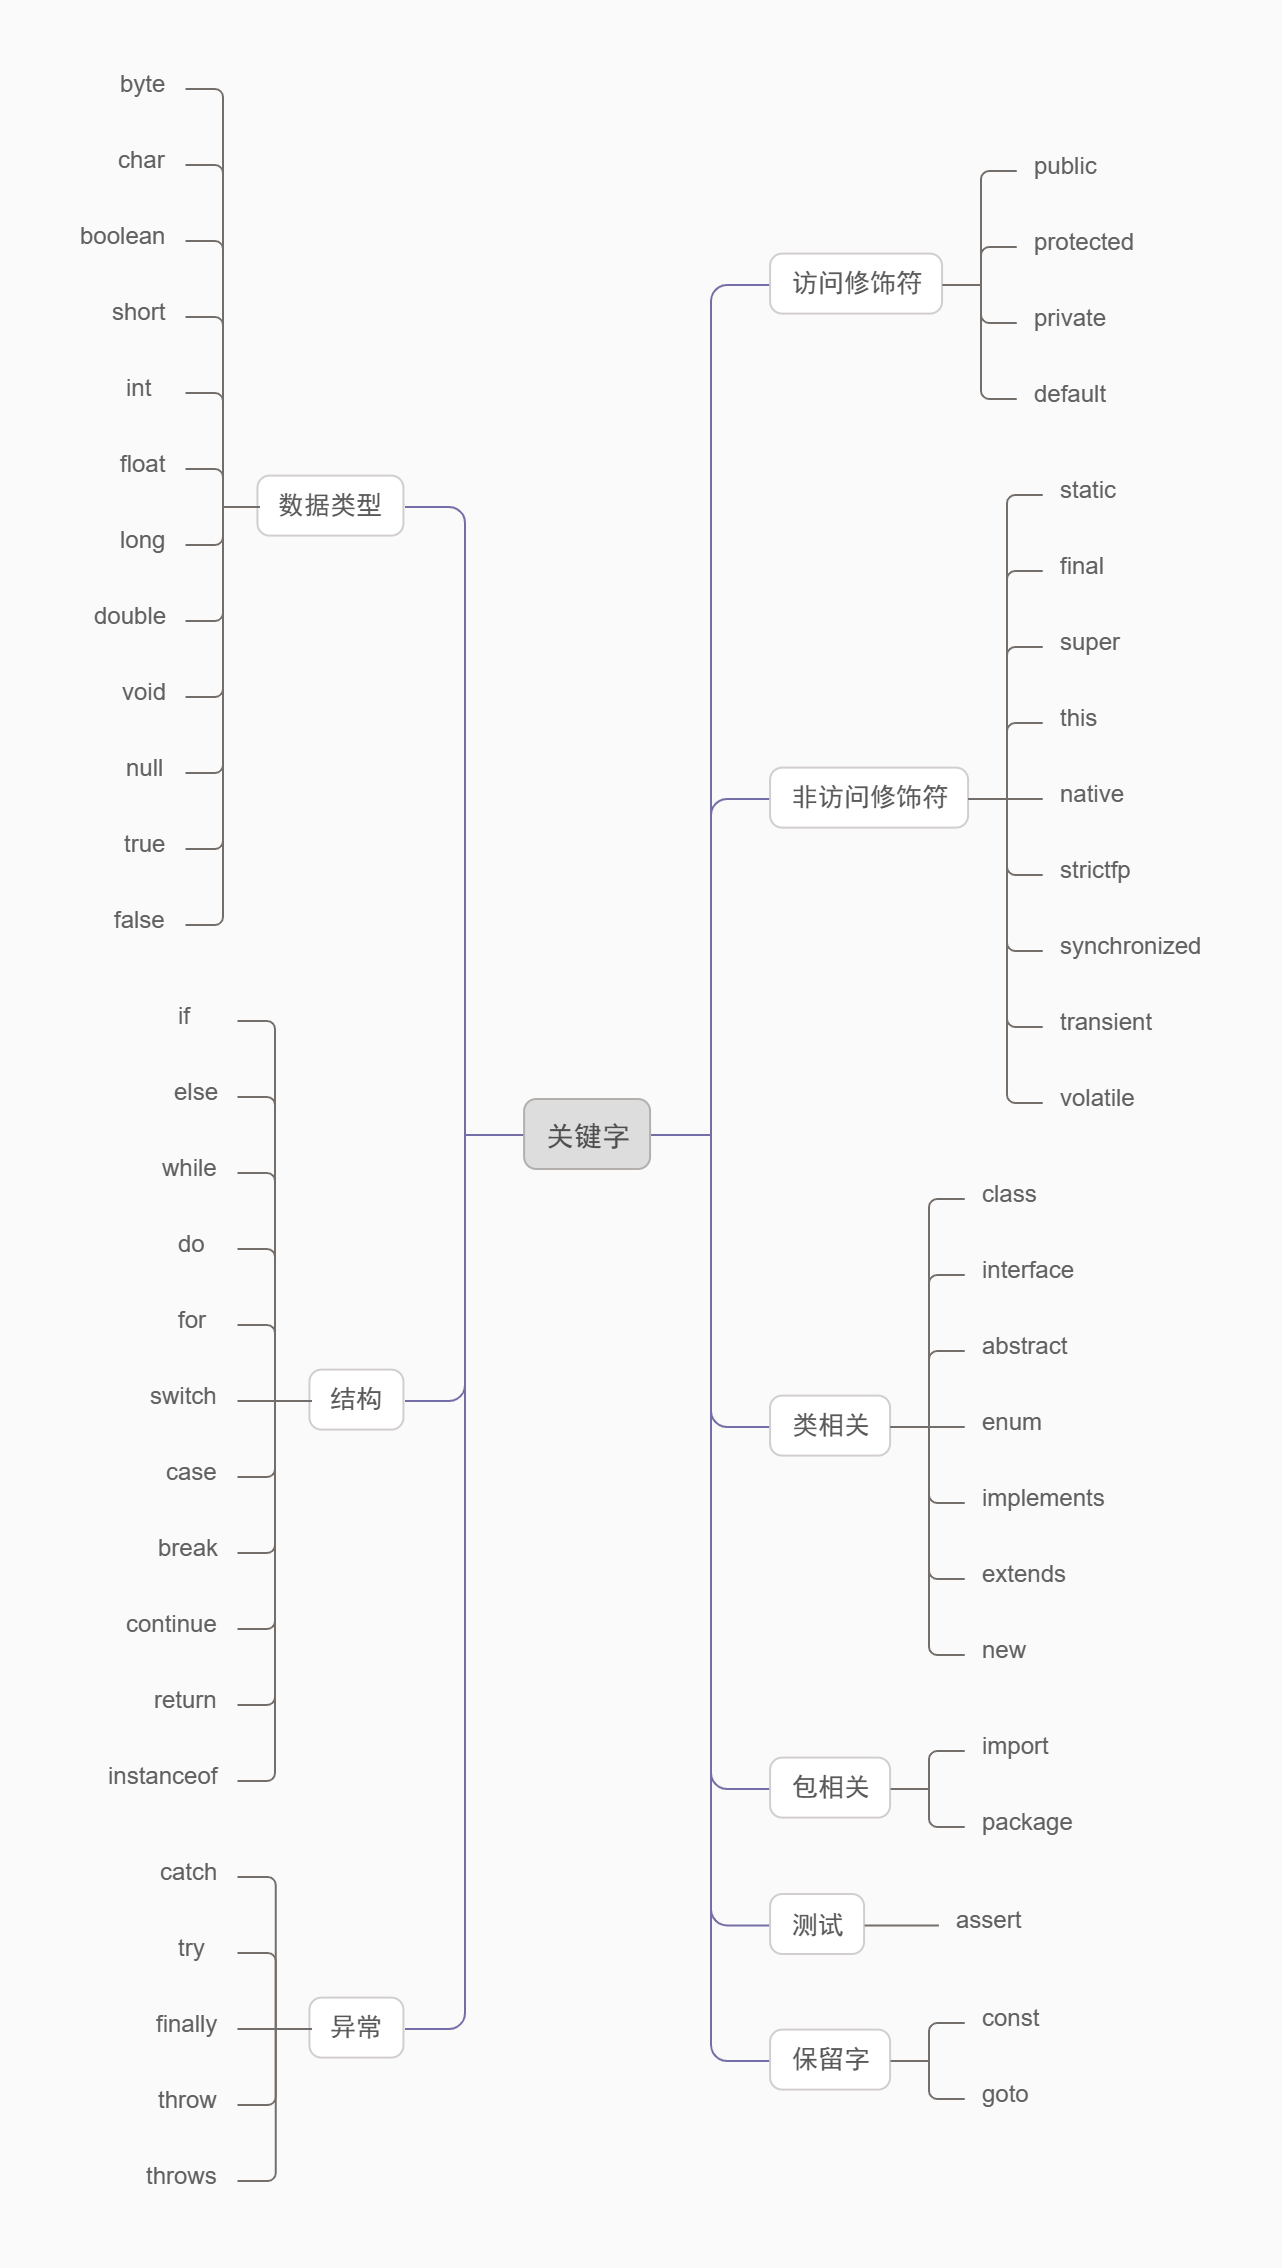 关键字
数据类型
byte
char
boolean
short
int
float
long
double
void
null
true
false
结构
if
else
while
do
for
switch
case
break
continue
return
instanceof
异常
catch
try
finally
throw
throws
访问修饰符
public
protected
private
default
非访问修饰符
static
final
super
this
native
strictfp
synchronized
transient
volatile
类相关
class
interface
abstract
enum
implements
extends
new
包相关
import
package
测试
assert
保留字
const
goto